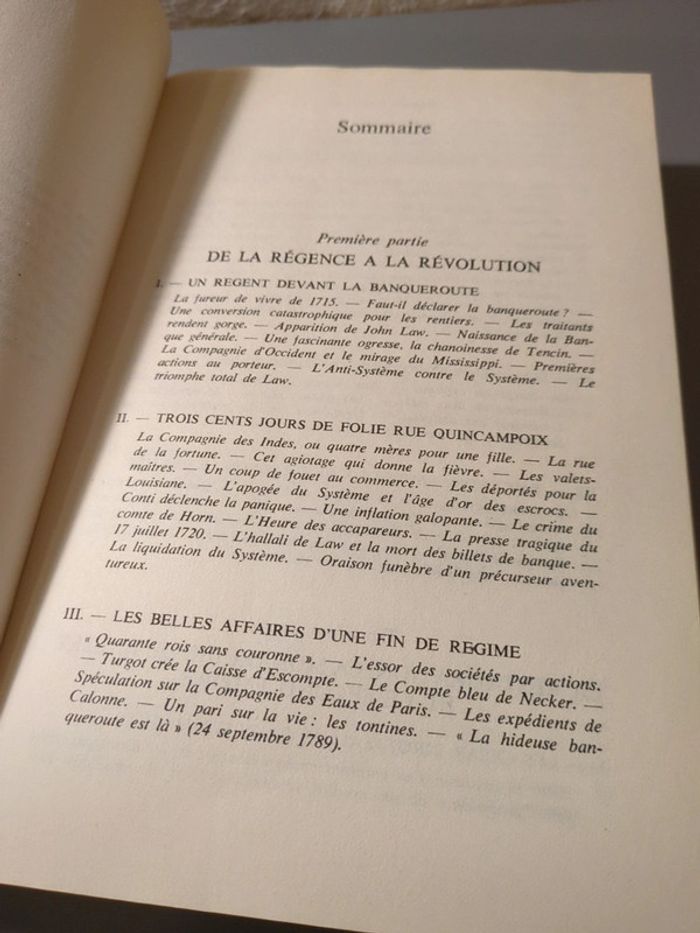 Sommaire
Première partie
DE LA RÉGENCE A LA RÉVOLUTION
I. — UN REGENT DEVANT LA BANQUEROUTE
La fureur de vivre de 1715. — Faut-il déclarer la banqueroute ? —
Une conversion catastrophique pour les rentiers. — Les traitants
rendent gorge. — Apparition de John Law. — Naissance de la Ban-
que générale. — Une fascinante ogresse, la chanoinesse de Tencin. —
La Compagnie d'Occident et le mirage du Mississippi. — Premières
actions au porteur. — L'Anti-Système contre le Système. — Le
triomphe total de Law.
II. — TROIS CENTS JOURS DE FOLIE RUE QUINCAMPOIX
La Compagnie des Indes, ou quatre mères pour une fille. — La rue
de la fortune. — Cet agiotage qui donne la fièvre. — Les valets-
maîtres. — Un coup de fouet au commerce. — Les déportés pour la
Louisiane. — L'apogée du Système et l'âge d'or des escrocs. —
Conti déclenche la panique. — Une inflation galopante. — Le crime du
comte de Horn. — L'Heure des accapareurs. — La presse tragique du
17 juillet 1720. — L'hallali de Law et la mort des billets de banque. —
La liquidation du Système. — Oraison funèbre d'un précurseur aven-
tureux.
III. — LES BELLES AFFAIRES D'UNE FIN DE REGIME
« Quarante rois sans couronne ». — L'essor des sociétés par actions.
— Turgot crée la Caisse d'Escompte. — Le Compte bleu de Necker. —
Spéculation sur la Compagnie des Eaux de Paris. — Les expédients de
Calonne. — Un pari sur la vie : les tontines. — « La hideuse ban-
queroute est là » (24 septembre 1789).